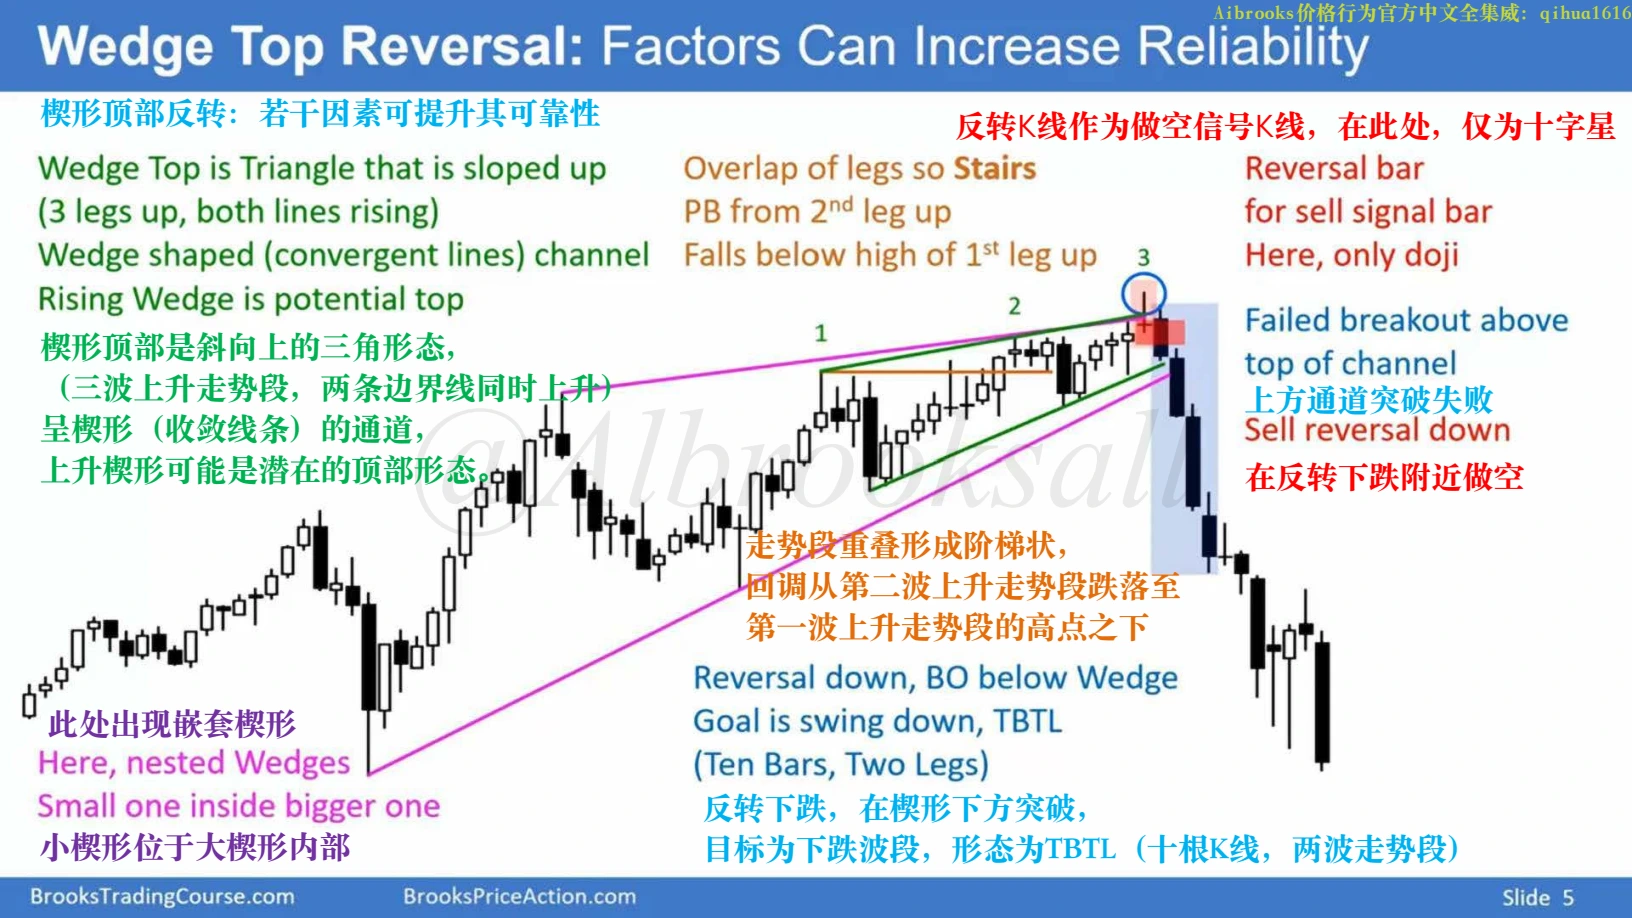 Aibrooks价格行为官方中文全集威: qihua1616
Wedge Top Reversal: Factors Can Increase Reliability
楔形顶部反转：若干因素可提升其可靠性
反转K线作为做空信号K线，在此处，仅为十字星
Wedge Top is Triangle that is sloped up
(3 legs up, both lines rising)
Wedge shaped (convergent lines) channel
Rising Wedge is potential top
楔形顶部是斜向上的三角形态，
（三波上升走势段，两条边界线同时上升）
呈楔形（收敛线条）的通道，
上升楔形可能是潜在的顶部形态。
Overlap of legs so Stairs
PB from 2nd leg up
Falls below high of 1st leg up
Reversal bar
for sell signal bar
Here, only doji
Failed breakout above
top of channel
上方通道突破失败
Sell reversal down
在反转下跌附近做空
1
2
3
@Albrooksall
走势段重叠形成阶梯状，
回调从第二波上升走势段跌落至
第一波上升走势段的高点之下
此处出现嵌套楔形
Here, nested Wedges
Small one inside bigger one
小楔形位于大楔形内部
Reversal down, BO below Wedge
Goal is swing down, TBTL
(Ten Bars, Two Legs)
反转下跌，在楔形下方突破，
目标为下跌波段，形态为TBTL（十根K线，两波走势段）
BrooksTradingCourse.com
BrooksPriceAction.com
Slide 5